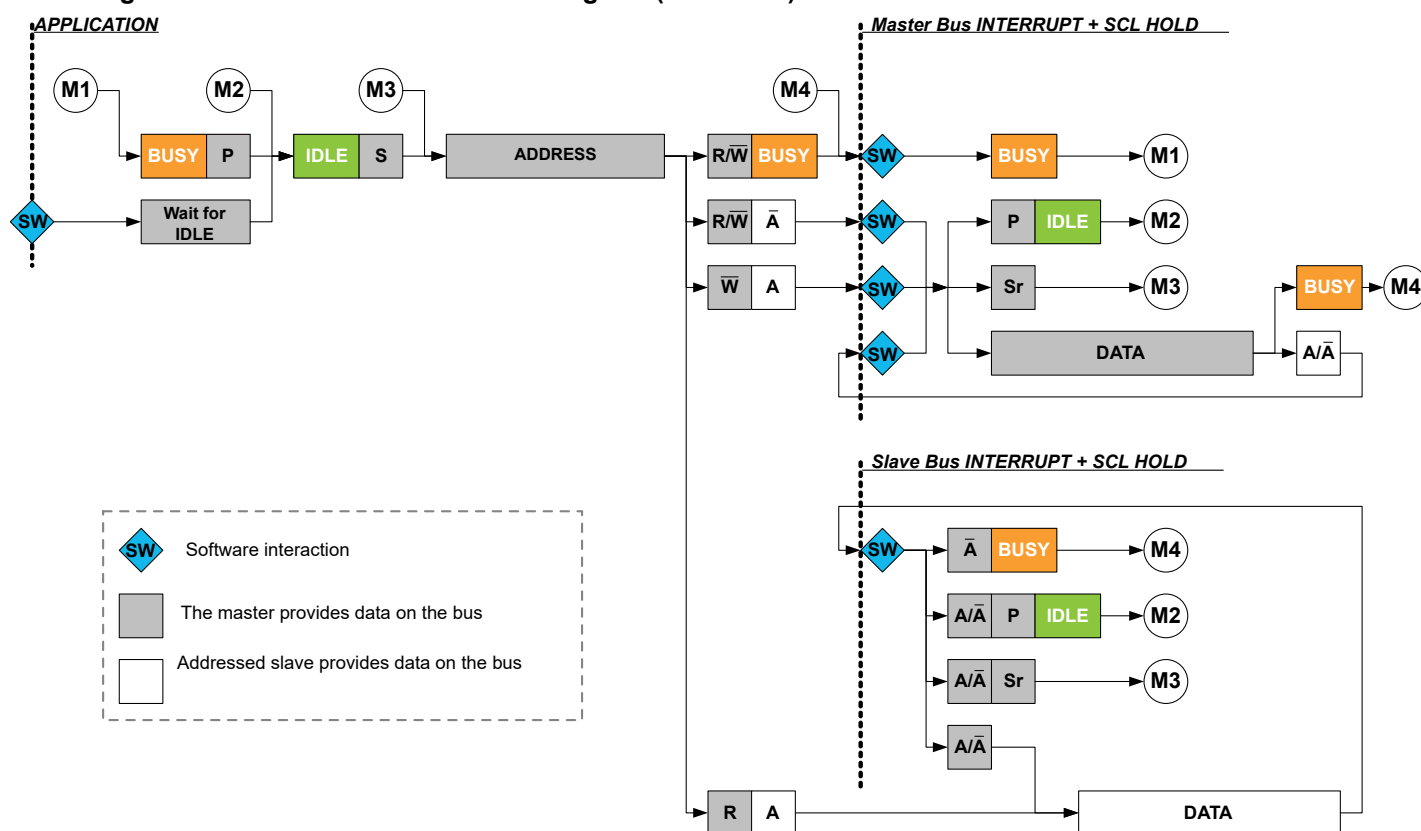 APPLICATION
Master Bus INTERRUPT + SCL HOLD
M1
M2
M3
M4
BUSY P
IDLE S
ADDRESS
R/W̅ BUSY
SW
BUSY
M1
SW
Wait for
IDLE
R/W̅ A̅
SW
P IDLE
M2
W̅ A
SW
Sr
M3
BUSY
M4
SW
DATA
A/A̅
Slave Bus INTERRUPT + SCL HOLD
SW
A̅ BUSY
M4
A/A̅ P IDLE
M2
A/A̅ Sr
M3
A/A̅
R A
DATA
SW Software interaction
The master provides data on the bus
Addressed slave provides data on the bus